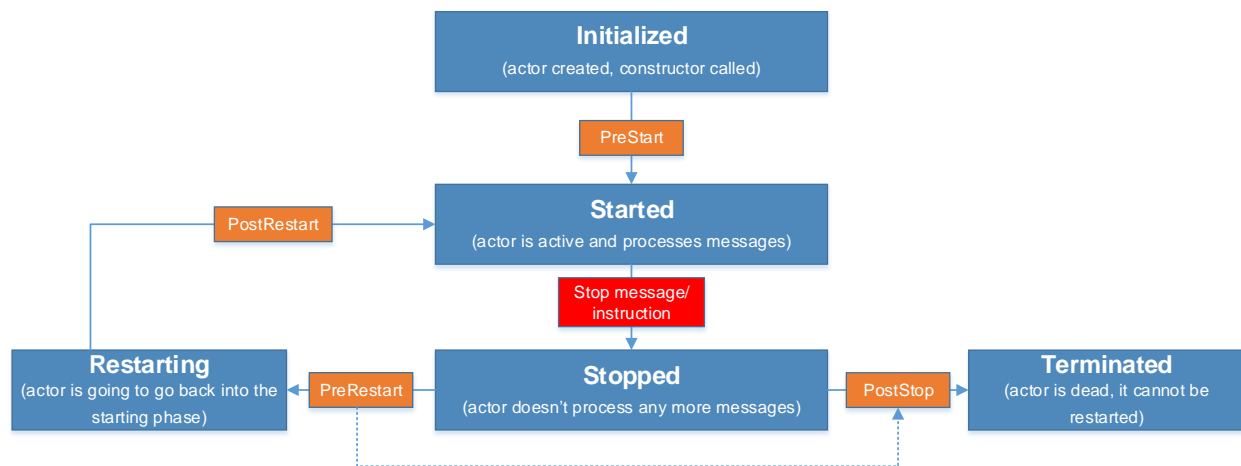 Initialized
(actor created, constructor called)
PreStart
Started
(actor is active and processes messages)
PostRestart
Stop message/
instruction
Restarting
(actor is going to go back into the
starting phase)
PreRestart
Stopped
(actor doesn't process any more messages)
PostStop
Terminated
(actor is dead, it cannot be
restarted)